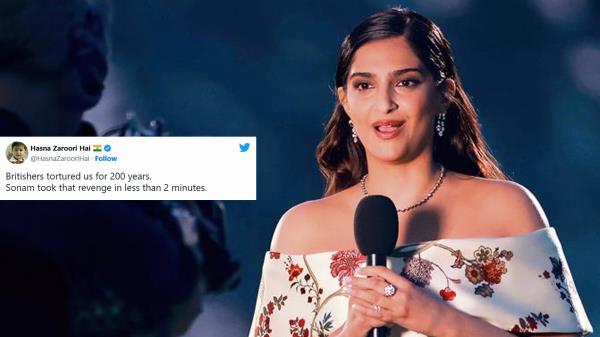 Hasna Zaroori Hai 🇮🇳
@HasnaZarooriHai · Follow
Britishers tortured us for 200 years.
Sonam took that revenge in less than 2 minutes.